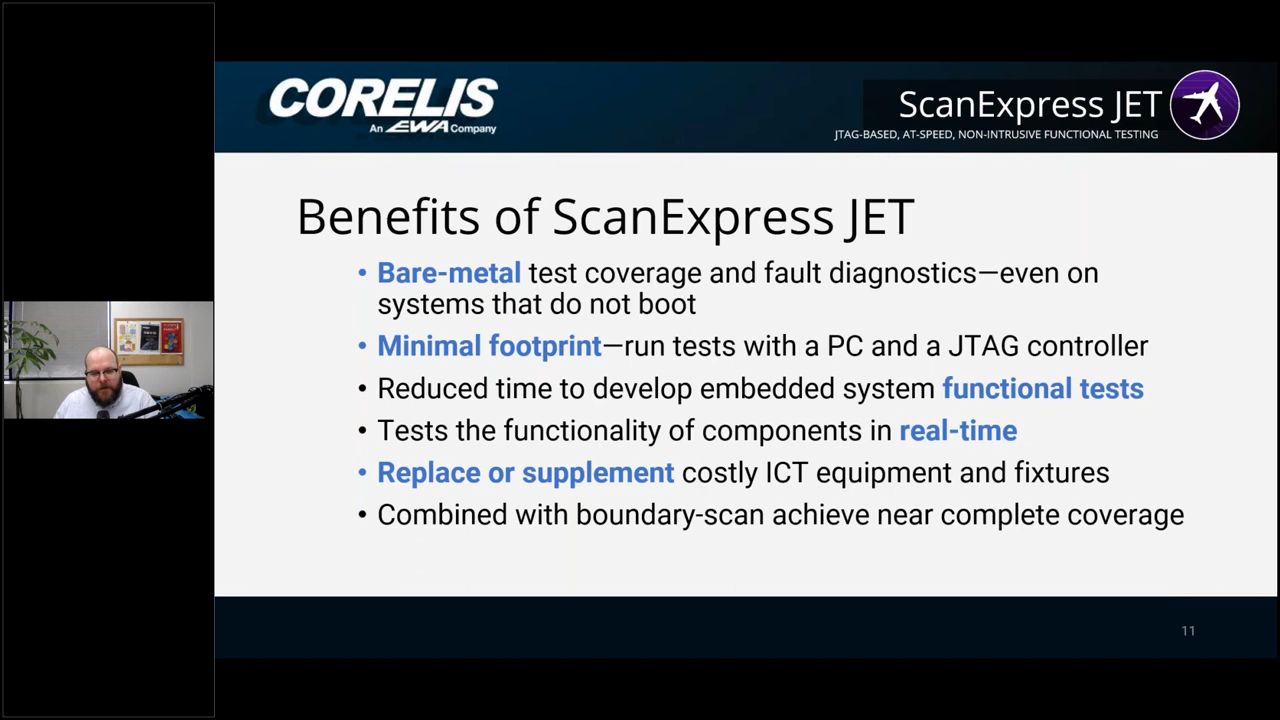 CORELIS
An EWA Company
ScanExpress JET
JTAG-BASED, AT-SPEED, NON-INTRUSIVE FUNCTIONAL TESTING
Benefits of ScanExpress JET
• Bare-metal test coverage and fault diagnostics—even on
systems that do not boot
• Minimal footprint—run tests with a PC and a JTAG controller
• Reduced time to develop embedded system functional tests
• Tests the functionality of components in real-time
• Replace or supplement costly ICT equipment and fixtures
• Combined with boundary-scan achieve near complete coverage
11